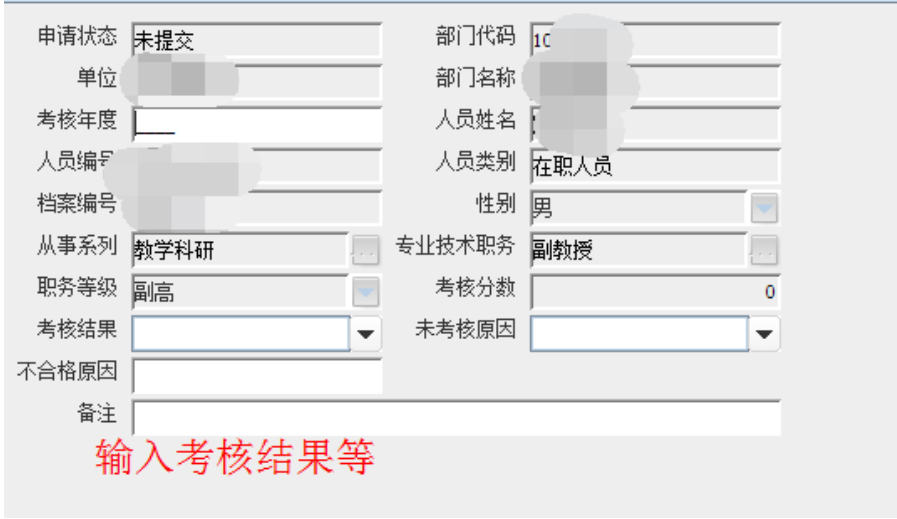 申请状态 未提交 部门代码 10
单位 部门名称
考核年度 ____ 人员姓名
人员编号 人员类别 在职人员
档案编号 性别 男
从事系列 教学科研 ... 专业技术职务 副教授 ...
职务等级 副高 考核分数 0
考核结果 未考核原因
不合格原因
备注
输入考核结果等